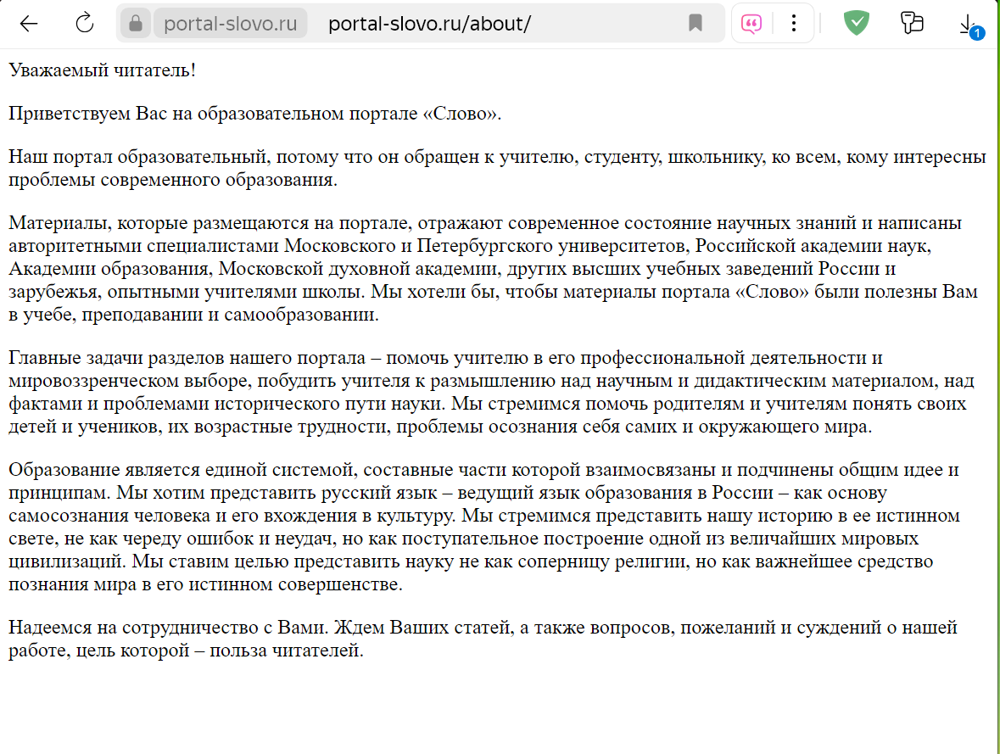 portal-slovo.ru portal-slovo.ru/about/
1
Уважаемый читатель!
Приветствуем Вас на образовательном портале «Слово».
Наш портал образовательный, потому что он обращен к учителю, студенту, школьнику, ко всем, кому интересны
проблемы современного образования.
Материалы, которые размещаются на портале, отражают современное состояние научных знаний и написаны
авторитетными специалистами Московского и Петербургского университетов, Российской академии наук,
Академии образования, Московской духовной академии, других высших учебных заведений России и
зарубежья, опытными учителями школы. Мы хотели бы, чтобы материалы портала «Слово» были полезны Вам
в учебе, преподавании и самообразовании.
Главные задачи разделов нашего портала – помочь учителю в его профессиональной деятельности и
мировоззренческом выборе, побудить учителя к размышлению над научным и дидактическим материалом, над
фактами и проблемами исторического пути науки. Мы стремимся помочь родителям и учителям понять своих
детей и учеников, их возрастные трудности, проблемы осознания себя самих и окружающего мира.
Образование является единой системой, составные части которой взаимосвязаны и подчинены общим идее и
принципам. Мы хотим представить русский язык – ведущий язык образования в России – как основу
самосознания человека и его вхождения в культуру. Мы стремимся представить нашу историю в ее истинном
свете, не как череду ошибок и неудач, но как поступательное построение одной из величайших мировых
цивилизаций. Мы ставим целью представить науку не как соперницу религии, но как важнейшее средство
познания мира в его истинном совершенстве.
Надеемся на сотрудничество с Вами. Ждем Ваших статей, а также вопросов, пожеланий и суждений о нашей
работе, цель которой – польза читателей.